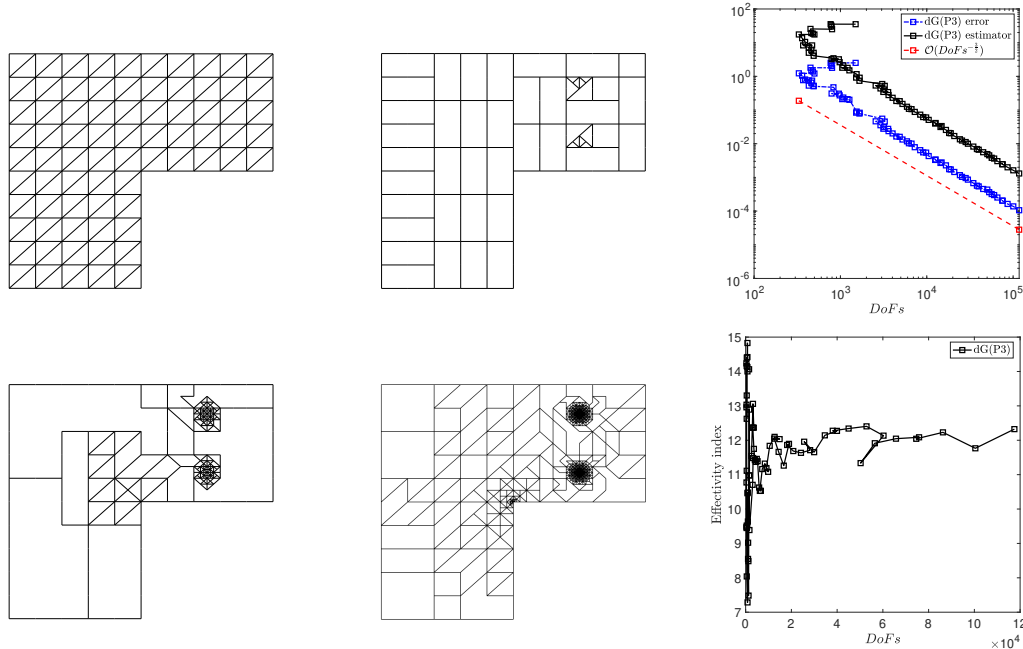 10^2
10^0
10^{-2}
10^{-4}
10^{-6}
dG(P3) error
dG(P3) estimator
O(DoFs^{-3/2})
10^2 10^3 10^4 10^5
DoFs
15
14
13
12
11
10
9
8
7
Effectivity index
dG(P3)
0 2 4 6 8 10 12
DoFs
×10^4